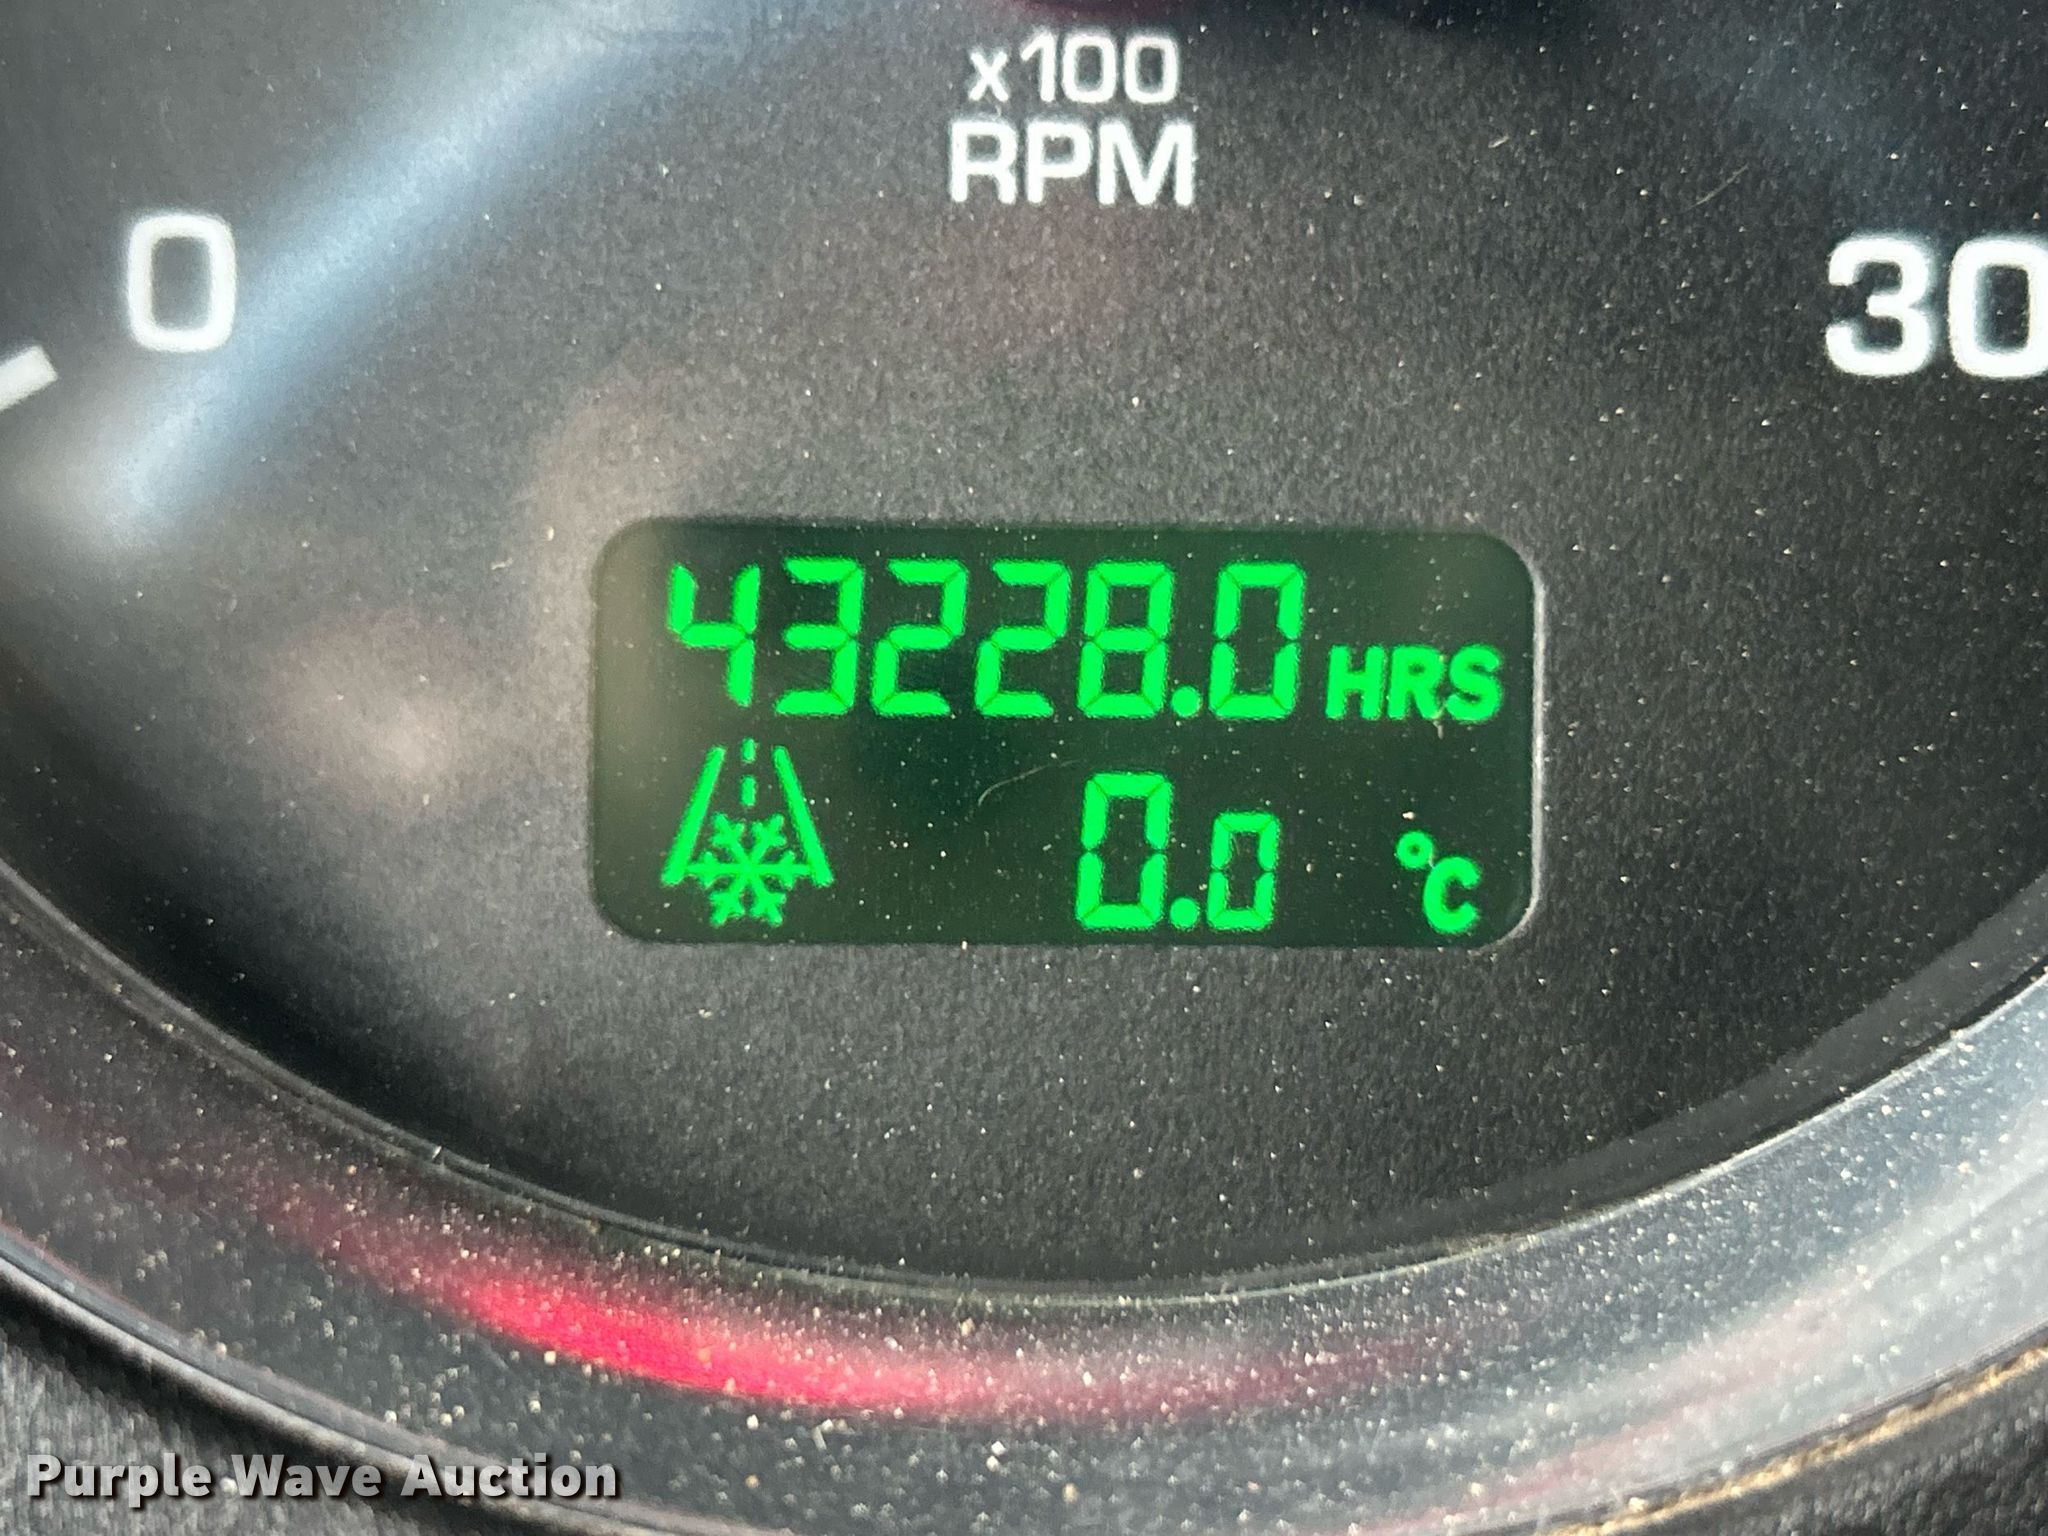 x100
RPM
0
30
43228.0 HRS
0.0 °C
Purple Wave Auction